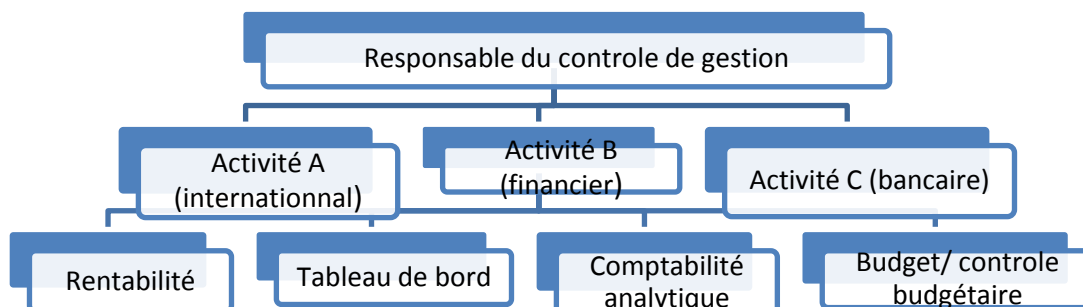 Responsable du controle de gestion
Activité A
(internationnal)
Activité B
(financier)
Activité C (bancaire)
Rentabilité
Tableau de bord
Comptabilité
analytique
Budget/ controle
budgétaire